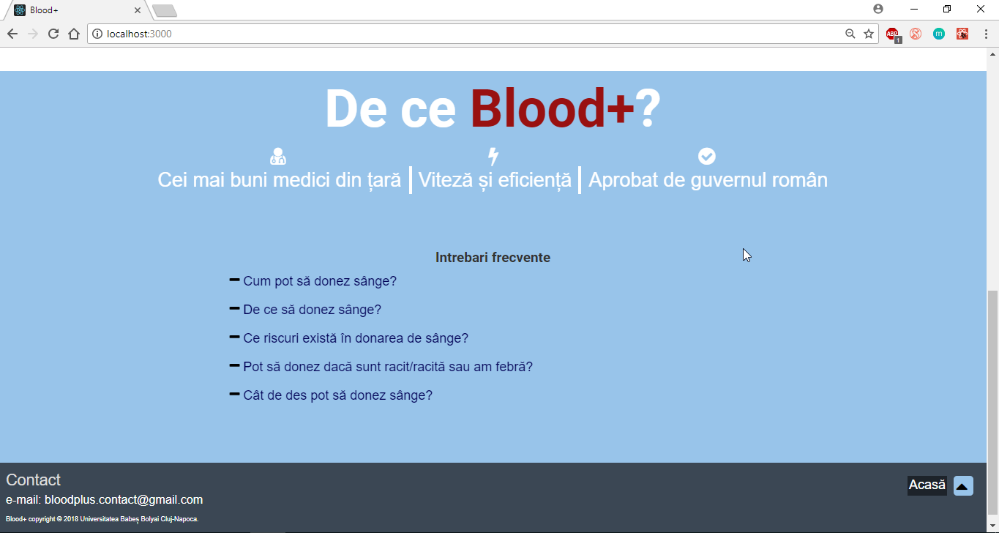 Blood+
localhost:3000
ABP
1
m
De ce Blood+?
Cei mai buni medici din țară | Viteză și eficiență | Aprobat de guvernul român
Intrebari frecvente
Cum pot să donez sânge?
De ce să donez sânge?
Ce riscuri există în donarea de sânge?
Pot să donez dacă sunt racit/racită sau am febră?
Cât de des pot să donez sânge?
Contact
e-mail: bloodplus.contact@gmail.com
Acasă
Blood+ copyright © 2018 Universitatea Babeș Bolyai Cluj-Napoca.